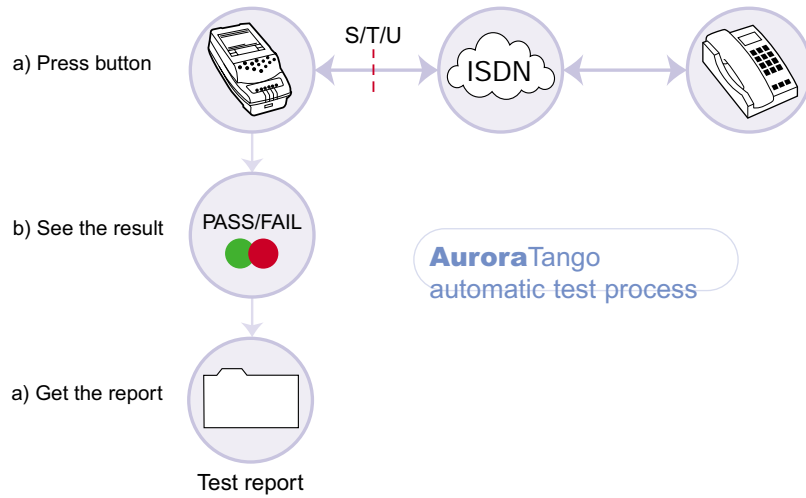 S/T/U
a) Press button
ISDN
b) See the result
PASS/FAIL
AuroraTango
automatic test process
a) Get the report
Test report